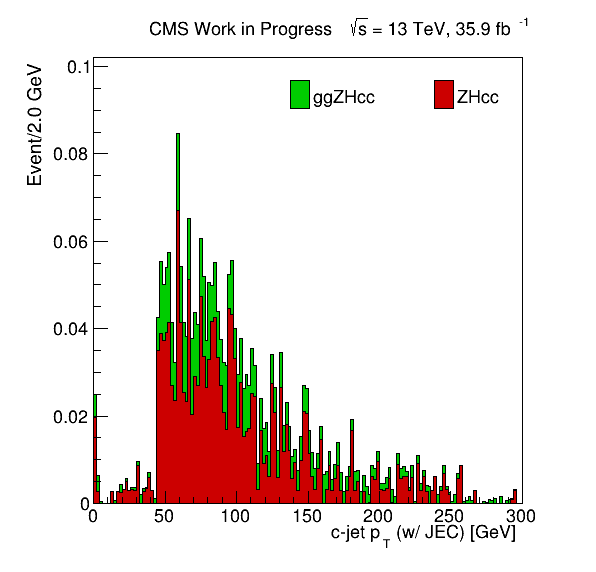 CMS Work in Progress √s = 13 TeV, 35.9 fb⁻¹
Event/2.0 GeV
ggZHcc ZHcc
0.1
0.08
0.06
0.04
0.02
0
0 50 100 150 200 250 300
c-jet p_T (w/ JEC) [GeV]